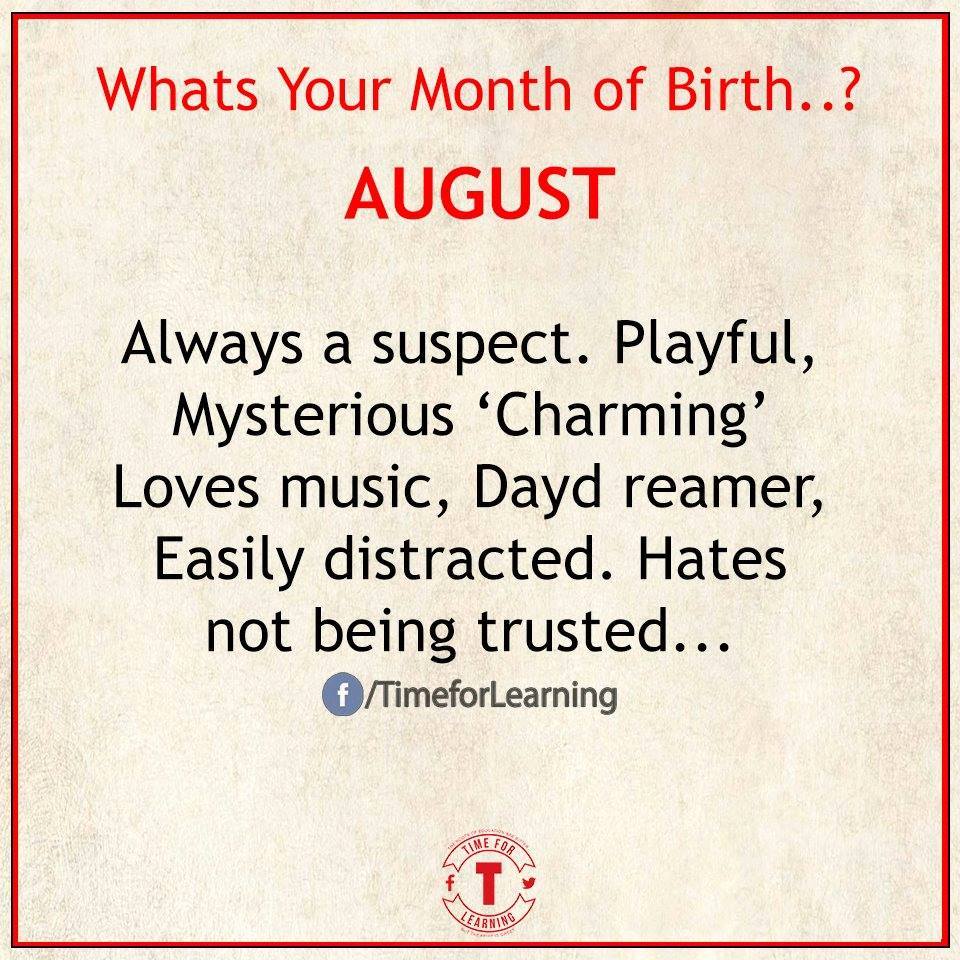 Whats Your Month of Birth..?
AUGUST
Always a suspect. Playful,
Mysterious ‘Charming’
Loves music, Dayd reamer,
Easily distracted. Hates
not being trusted...
f/TimeforLearning
TIME FOR
f T
LEARNING